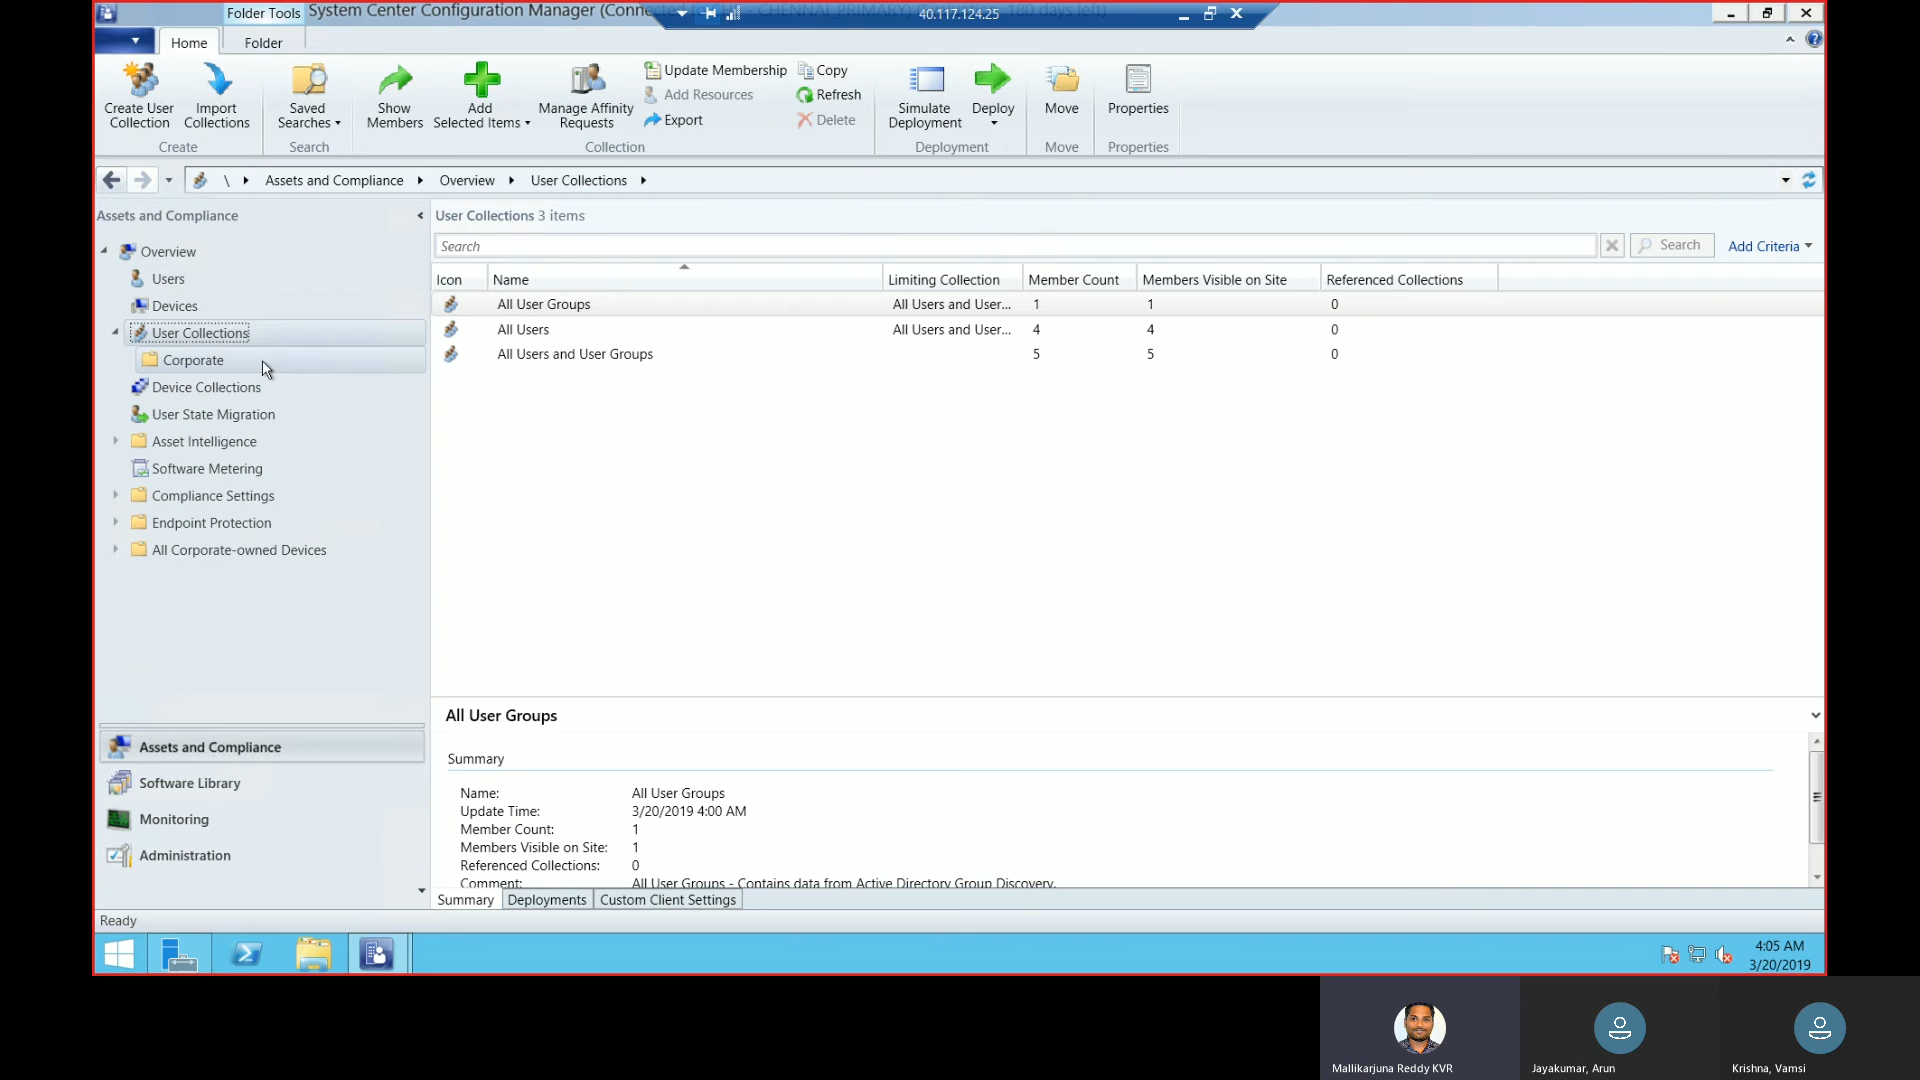 Folder Tools System Center Configuration Manager (Connected
CHENNAI_PRIMARY
180 days left)
40.117.124.25
Home Folder
Create User Collection
Import Collections
Saved Searches
Show Members
Add Selected Items
Manage Affinity Requests
Update Membership
Add Resources
Export
Copy
Refresh
Delete
Simulate Deployment
Deploy
Move
Properties
Create Search Collection Deployment Move Properties
\ Assets and Compliance Overview User Collections
Assets and Compliance
Overview
Users
Devices
User Collections
Corporate
Device Collections
User State Migration
Asset Intelligence
Software Metering
Compliance Settings
Endpoint Protection
All Corporate-owned Devices
Assets and Compliance
Software Library
Monitoring
Administration
User Collections 3 items
Search Search Add Criteria
Icon Name Limiting Collection Member Count Members Visible on Site Referenced Collections
All User Groups All Users and User... 1 1 0
All Users All Users and User... 4 4 0
All Users and User Groups 5 5 0
All User Groups
Summary
Name: All User Groups
Update Time: 3/20/2019 4:00 AM
Member Count: 1
Members Visible on Site: 1
Referenced Collections: 0
Comment: All User Groups - Contains data from Active Directory Group Discovery.
Summary Deployments Custom Client Settings
Ready
4:05 AM
3/20/2019
Mallikarjuna Reddy KVR
Jayakumar, Arun
Krishna, Vamsi